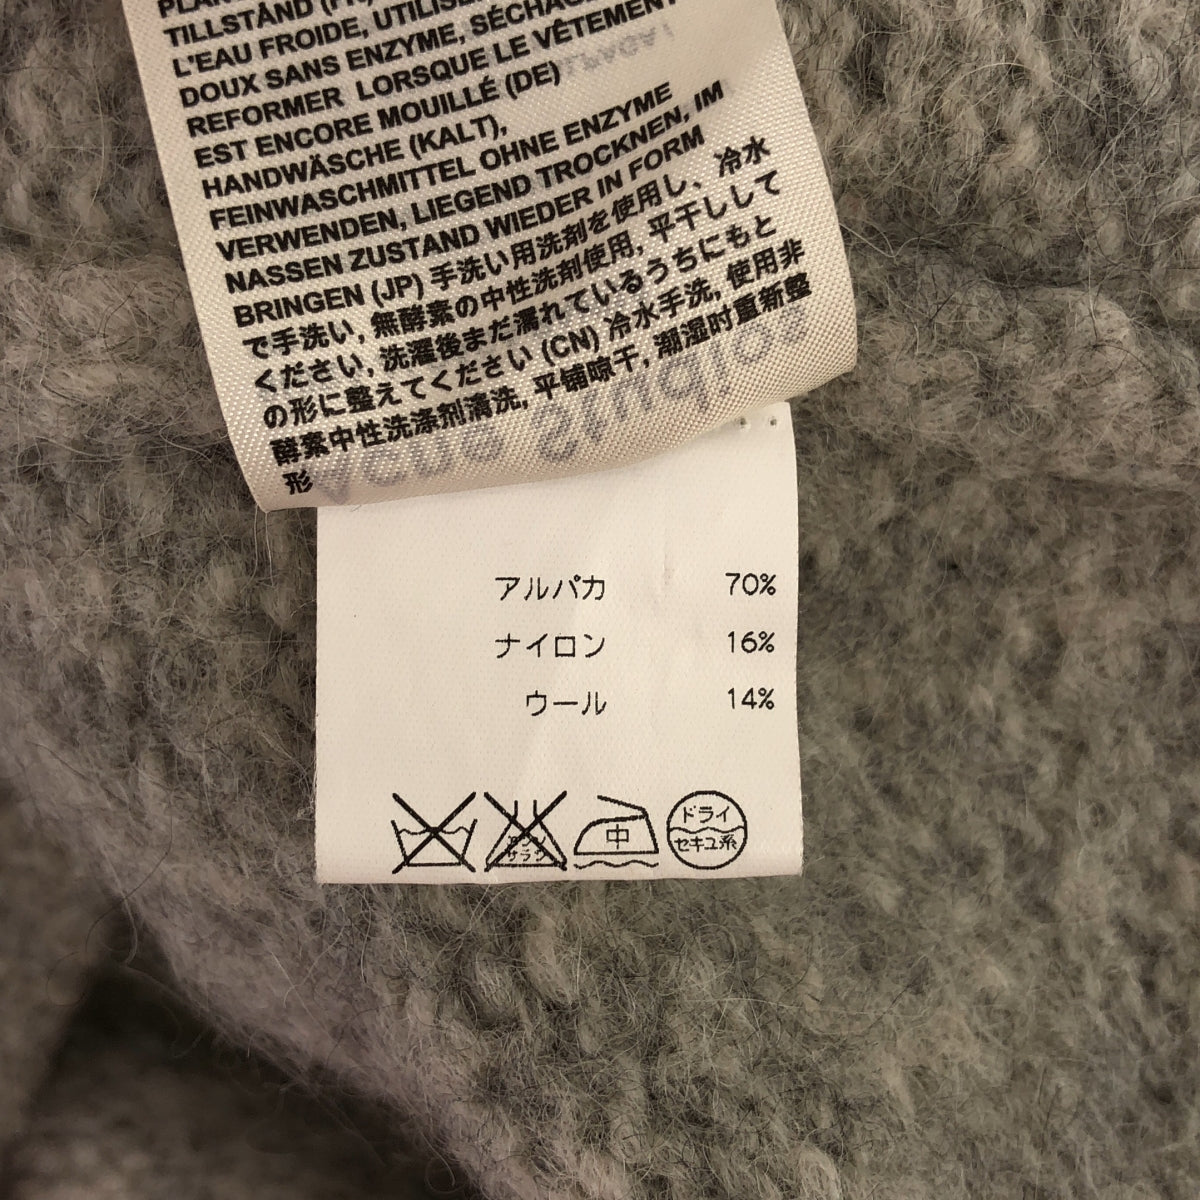 TILLSTÅND
L'EAU FROIDE, UTILISE
DOUX SANS ENZYME, SÉCHAGE
REFORMER LORSQUE LE VÊTEMENT
EST ENCORE MOUILLÉ (DE)
HANDWÄSCHE (KALT),
FEINWASCHMITTEL OHNE ENZYME
VERWENDEN, LIEGEND TROCKNEN, IM
NASSEN ZUSTAND WIEDER IN FORM
BRINGEN (JP) 手洗い用洗剤を使用し、冷水
で手洗い, 無酵素の中性洗剤使用, 平干しして
ください, 洗濯後まだ濡れているうちにもと
の形に整えてください (CN) 冷水手洗, 使用非
酵素中性洗涤剂清洗, 平铺晾干, 潮湿时重新整
形
アルパカ 70%
ナイロン 16%
ウール 14%
エンソ
サラシ
中
ドライ
セキユ系